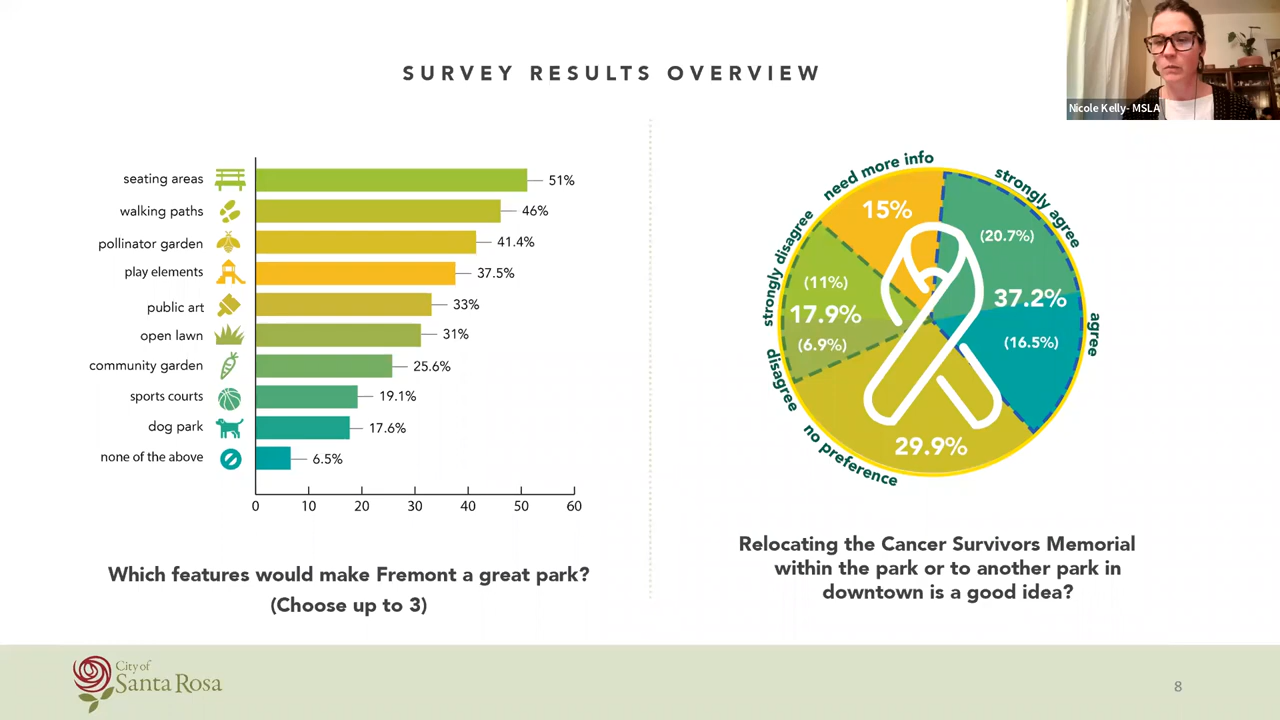 SURVEY RESULTS OVERVIEW
Nicole Kelly- MSLA
seating areas 51%
walking paths 46%
pollinator garden 41.4%
play elements 37.5%
public art 33%
open lawn 31%
community garden 25.6%
sports courts 19.1%
dog park 17.6%
none of the above 6.5%
0 10 20 30 40 50 60
Which features would make Fremont a great park?
(Choose up to 3)
need more info
15%
strongly agree
(20.7%)
37.2%
agree
(16.5%)
strongly disagree
(11%)
17.9%
(6.9%)
disagree
no preference
29.9%
Relocating the Cancer Survivors Memorial
within the park or to another park in
downtown is a good idea?
City of
Santa Rosa
8